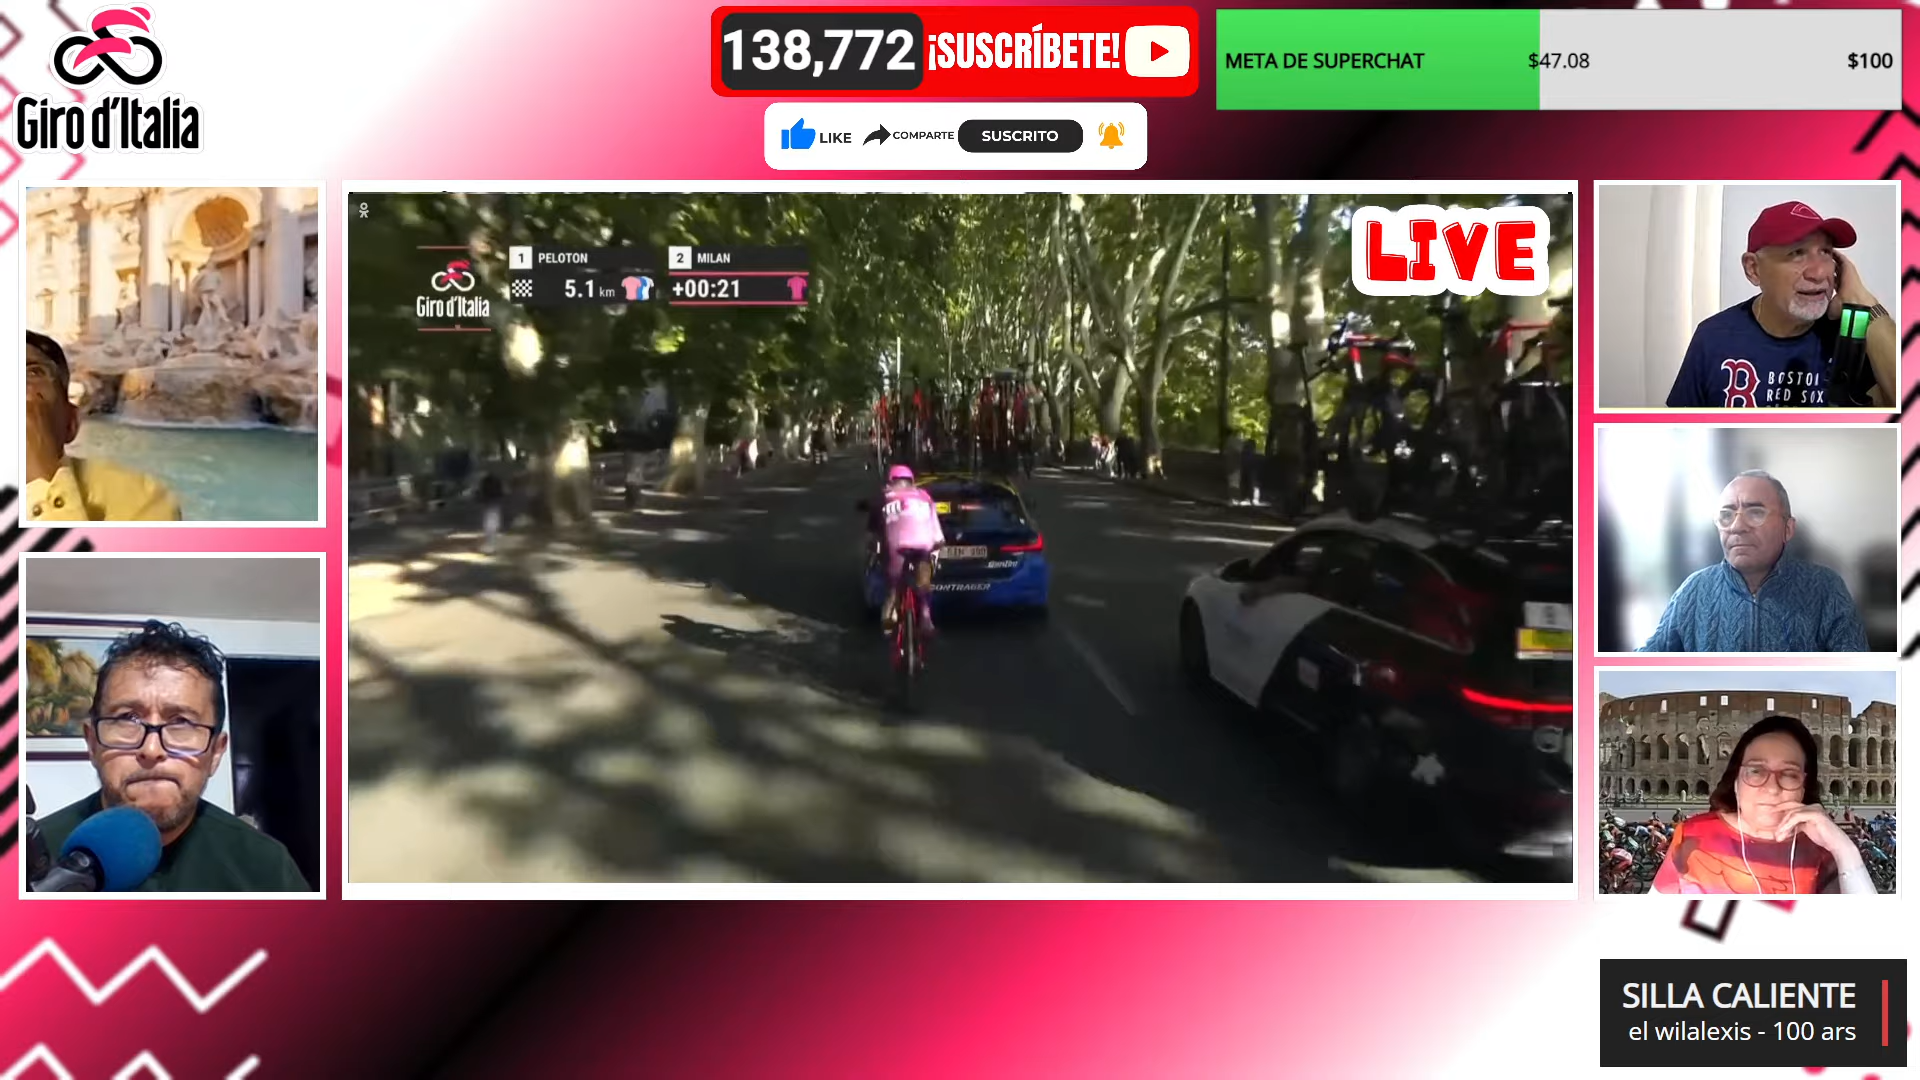 Giro d'Italia
138,772 ¡SUSCRÍBETE!
LIKE COMPARTE SUSCRITO
META DE SUPERCHAT $47.08 $100
Giro d'Italia
1 PELOTON
5.1 km
2 MILAN
+00:21
LIVE
BONTRAGER
BOSTON
RED SOX
SILLA CALIENTE
el wilalexis - 100 ars